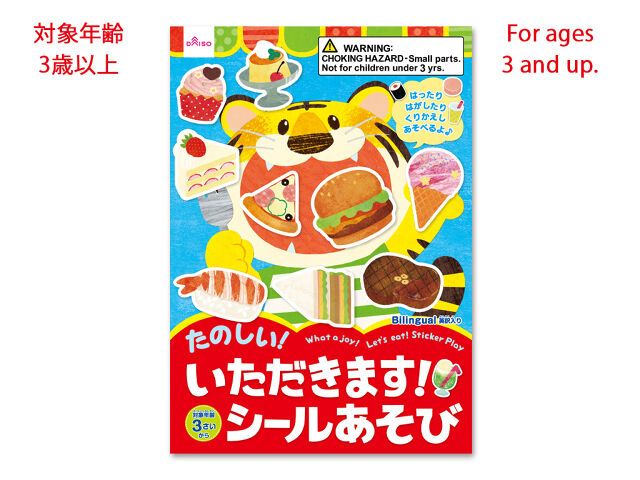 対象年齢
3歳以上
For ages
3 and up.
DAISO
WARNING:
CHOKING HAZARD-Small parts.
Not for children under 3 yrs.
はったり
はがしたり
くりかえし
あそべるよ♪
Bilingual 英訳入り
たのしい!
What a joy! Let's eat! Sticker Play
いただきます!
対象年齢
3さい
から
シールあそび